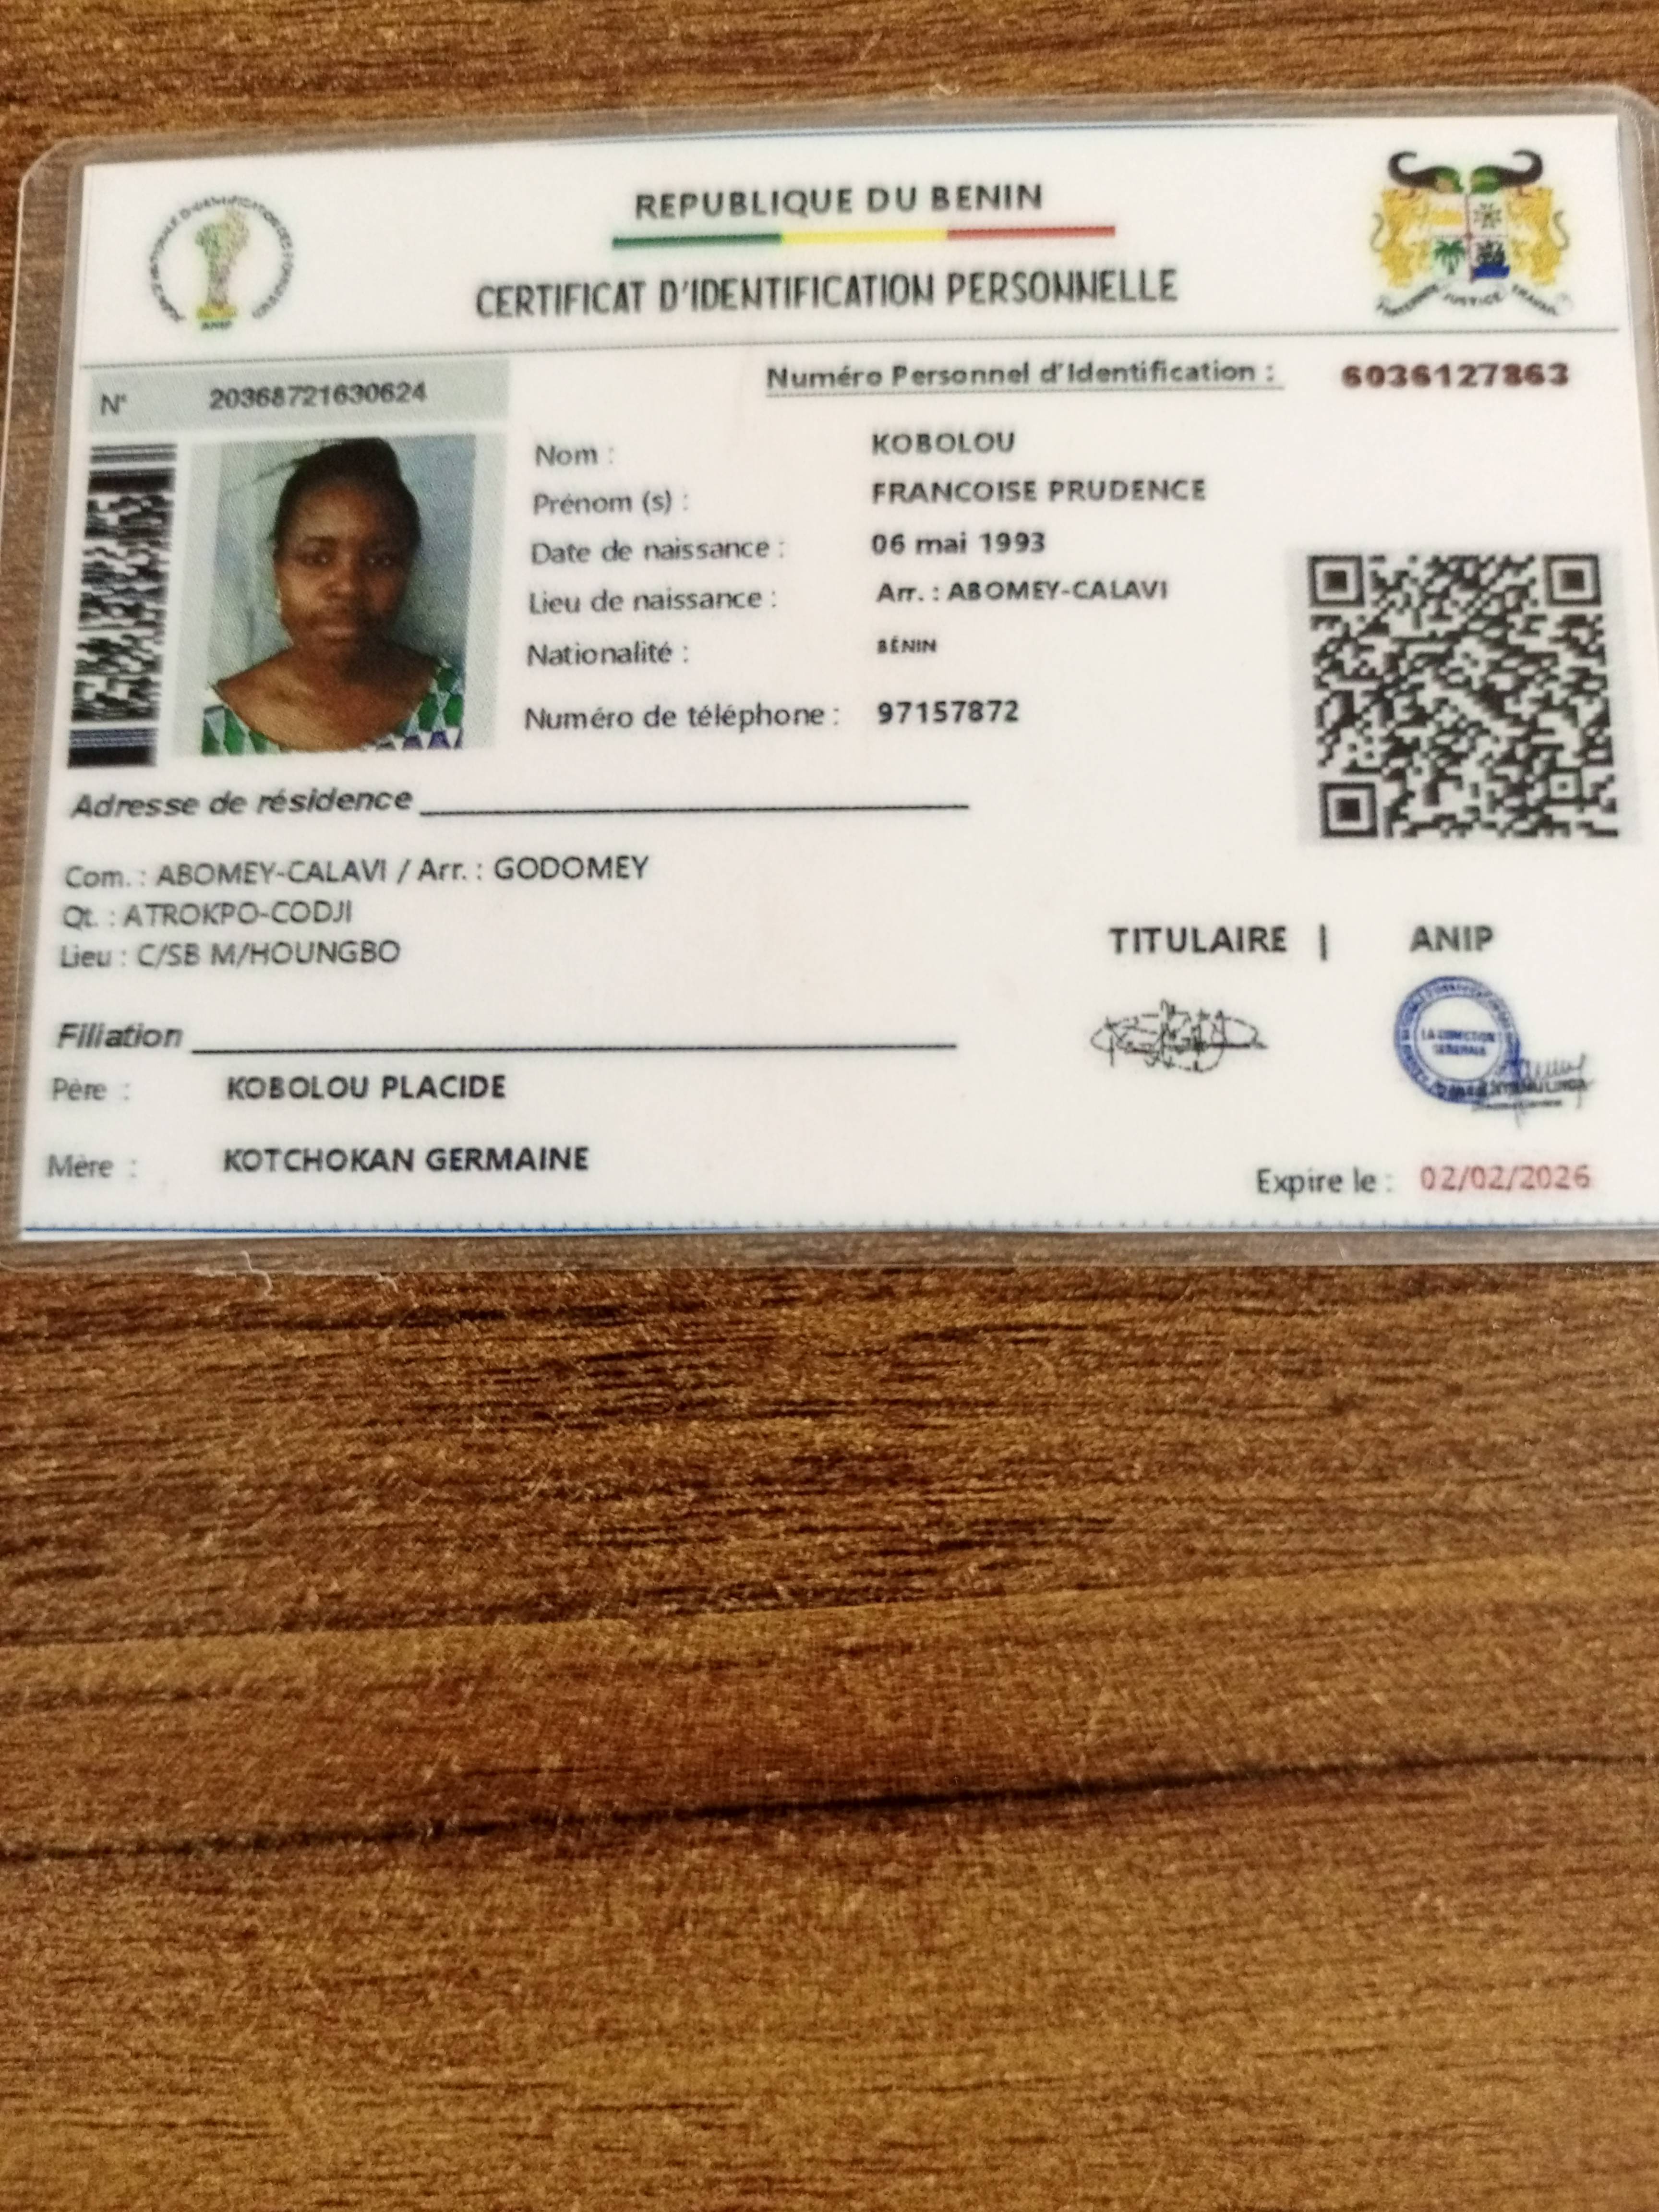 REPUBLIQUE DU BENIN
CERTIFICAT D'IDENTIFICATION PERSONNELLE
ANIP
FRATERNITE JUSTICE TRAVAIL
N° 20368721630624
Numéro Personnel d'Identification : 6036127863
Nom : KOBOLOU
Prénom (s) : FRANCOISE PRUDENCE
Date de naissance : 06 mai 1993
Lieu de naissance : Arr. : ABOMEY-CALAVI
Nationalité : BÉNIN
Numéro de téléphone : 97157872
Adresse de résidence
Com. : ABOMEY-CALAVI / Arr. : GODOMEY
Qt. : ATROKPO-CODJI
Lieu : C/SB M/HOUNGBO
TITULAIRE | ANIP
LA DIRECTION
GENERALE
Filiation
Père : KOBOLOU PLACIDE
Mère : KOTCHOKAN GERMAINE
Expire le : 02/02/2026